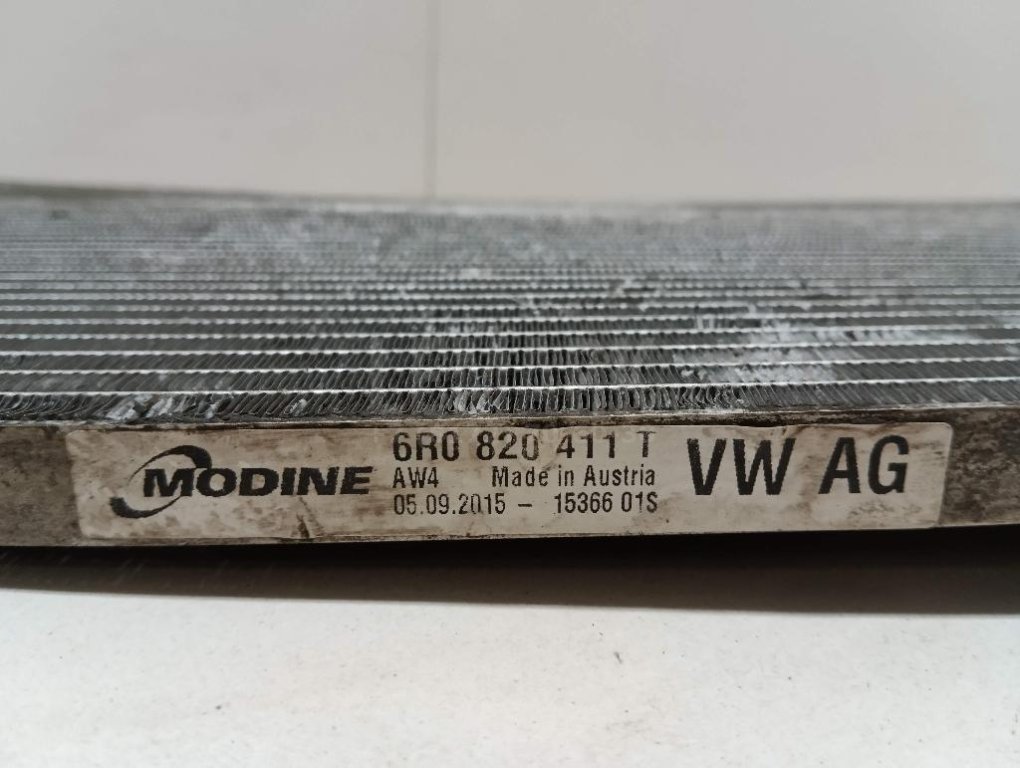 MODINE
6R0 820 411 T
AW4 Made in Austria
05.09.2015 – 15366 01S
VW AG